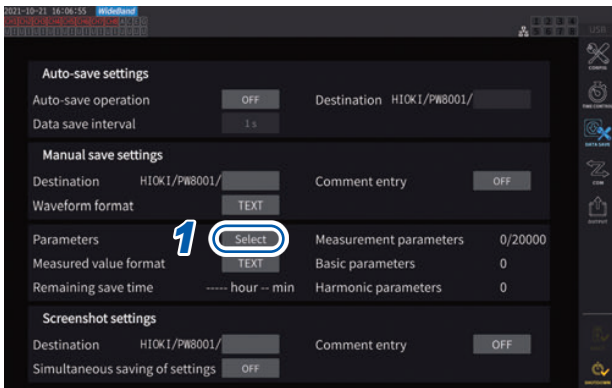 2021-10-21 16:06:55 WideBand
USB
Auto-save settings
Auto-save operation OFF Destination HIOKI/PW8001/
Data save interval 1s
Manual save settings
Destination HIOKI/PW8001/ Comment entry OFF
Waveform format TEXT
Parameters 1 Select Measurement parameters 0/20000
Measured value format TEXT Basic parameters 0
Remaining save time ----- hour -- min Harmonic parameters 0
Screenshot settings
Destination HIOKI/PW8001/ Comment entry OFF
Simultaneous saving of settings OFF
CONFIG
TIME CONTROL
DATA SAVE
COM
OUTPUT
SHUTDOWN